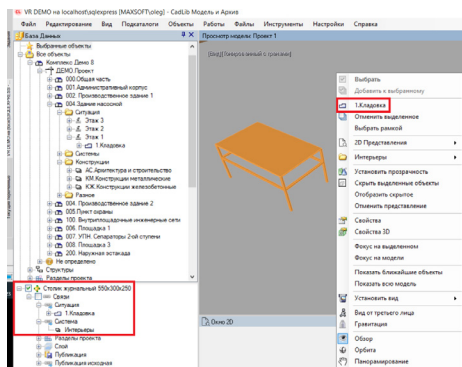 VR DEMO на localhost\sqlexpress [MAXSOFT\oleg] - CadLib Модель и Архив
Файл Редактирование Вид Подкаталоги Объекты Работы Файлы Инструменты Настройки Справка
База Данных
Выбранные объекты
Все объекты
Комплекс Демо 8
ДЕМО.Проект
000.Общая часть
001.Административный корпус
002. Производственное здание 1
004.Здание насосной
Ситуация
Этаж 3
Этаж 2
Этаж 1
1.Кладовка
Системы
Конструкции
АС.Архитектура и строительство
КМ.Конструкции металлические
КЖ.Конструкции железобетонные
Разное
004. Производственное здание 2
005.Пункт охраны
100. Внутриплощадочные инженерные сети
006. Площадка 1
007. УПН. Сепараторы 2-ой ступени
008. Площадка 3
200. Наружная эстакада
Не определено
Структуры
Разделы проекта
Столик журнальный 550x300x250
Связи
Ситуация
1.Кладовка
Система
Интерьеры
Разделы проекта
Слой
Публикация
Публикация исходная
Просмотр модели: Проект 1
[Вид][Тонированный с гранями]
Окно 2D
Выбрать
Добавить к выбранному
1.Кладовка
Отменить выделенное
Выбрать рамкой
2D Представления
Интерьеры
Установить прозрачность
Скрыть выделенные объекты
Отобразить скрытое
Отменить представление
Свойства
Свойства 3D
Фокус на выделенном
Фокус на модели
Показать ближайшие объекты
Показать всю модель
Установить вид
Вид от третьего лица
Гравитация
Обзор
Орбита
Панорамирование